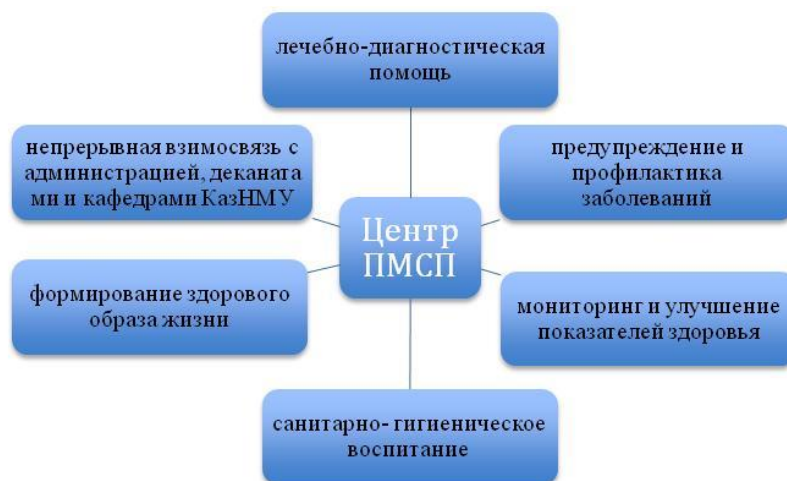 лечебно-диагностическая
помощь
непрерывная взимосвязь с
администрацией, деканата
ми и кафедрами КазНМУ
предупреждение и
профилактика
заболеваний
Центр
ПМСП
формирование здорового
образа жизни
мониторинг и улучшение
показателей здоровья
санитарно- гигиеническое
воспитание